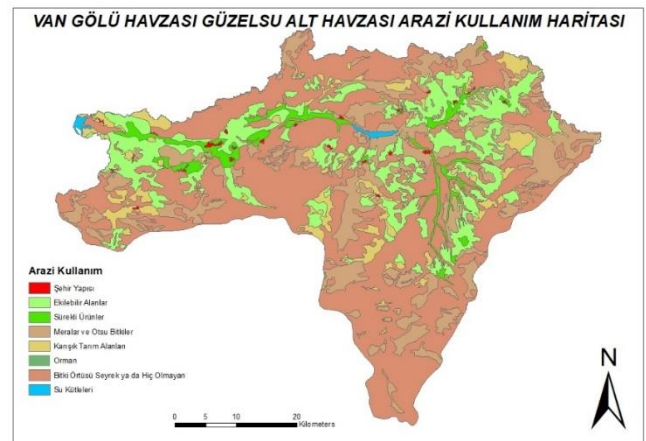 VAN GÖLÜ HAVZASI GÜZELSU ALT HAVZASI ARAZİ KULLANIM HARİTASI
Arazi Kullanım
Şehir Yapısı
Ekilebilir Alanlar
Sürekli Ürünler
Meralar ve Otsu Bitkiler
Karışık Tarım Alanları
Orman
Bitki Örtüsü Seyrek ya da Hiç Olmayan
Su Kütleleri
0 5 10 20
Kilometers
N